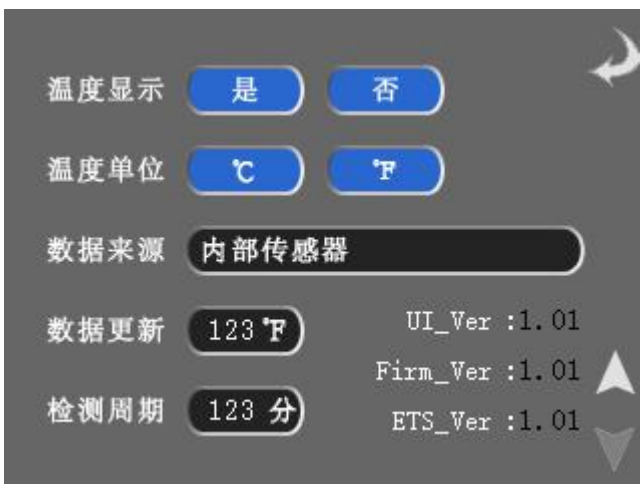 温度显示 是 否
温度单位 ℃ ℉
数据来源 内部传感器
数据更新 123 ℉ UI_Ver :1.01
Firm_Ver :1.01
检测周期 123 分 ETS_Ver :1.01